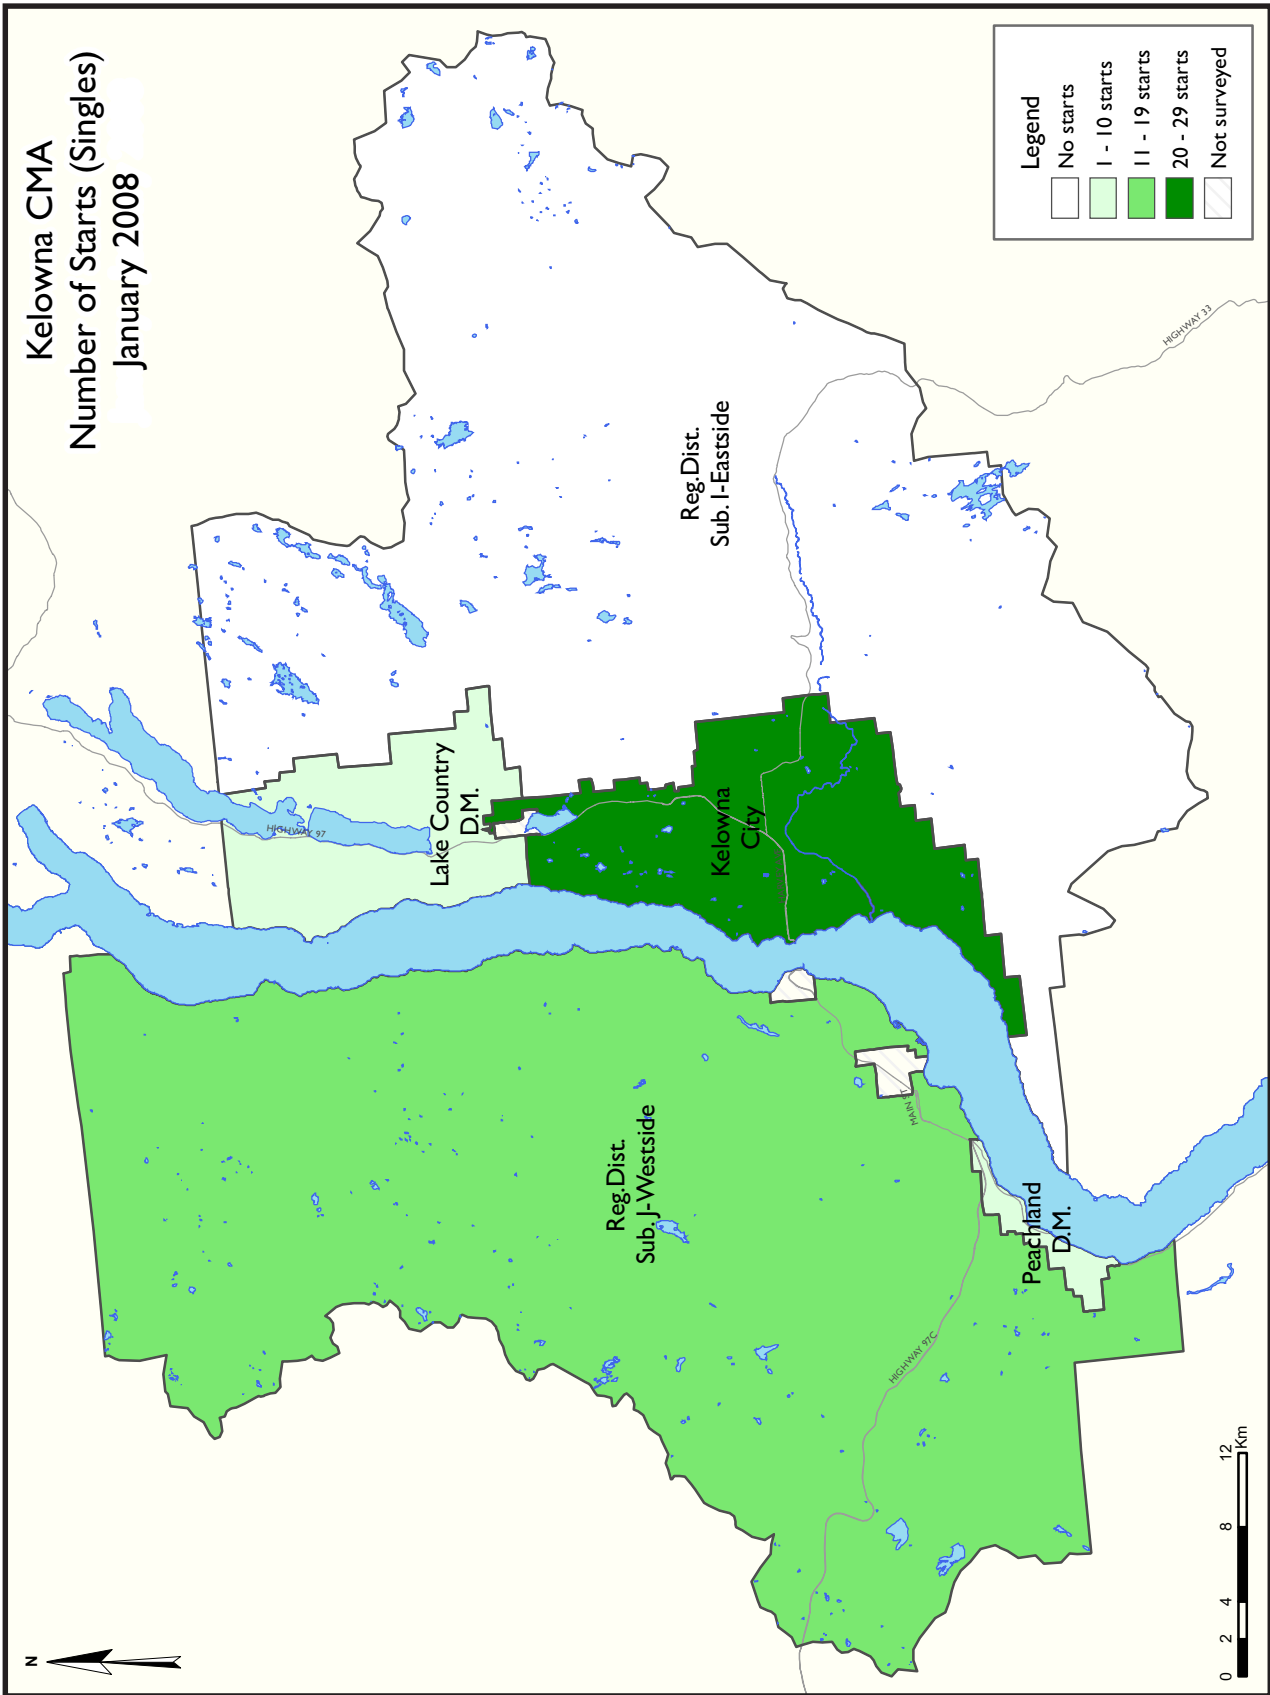 Kelowna CMA
Number of Starts (Singles)
January 2008
Legend
No starts
1 - 10 starts
11 - 19 starts
20 - 29 starts
Not surveyed
HIGHWAY 33
Reg.Dist.
Sub. I-Eastside
Lake Country
D.M.
HIGHWAY 97
Kelowna
City
Reg.Dist.
Sub. J-Westside
MAIN ST
Peachland
D.M.
HIGHWAY 97C
N
0 2 4 8 12
Km